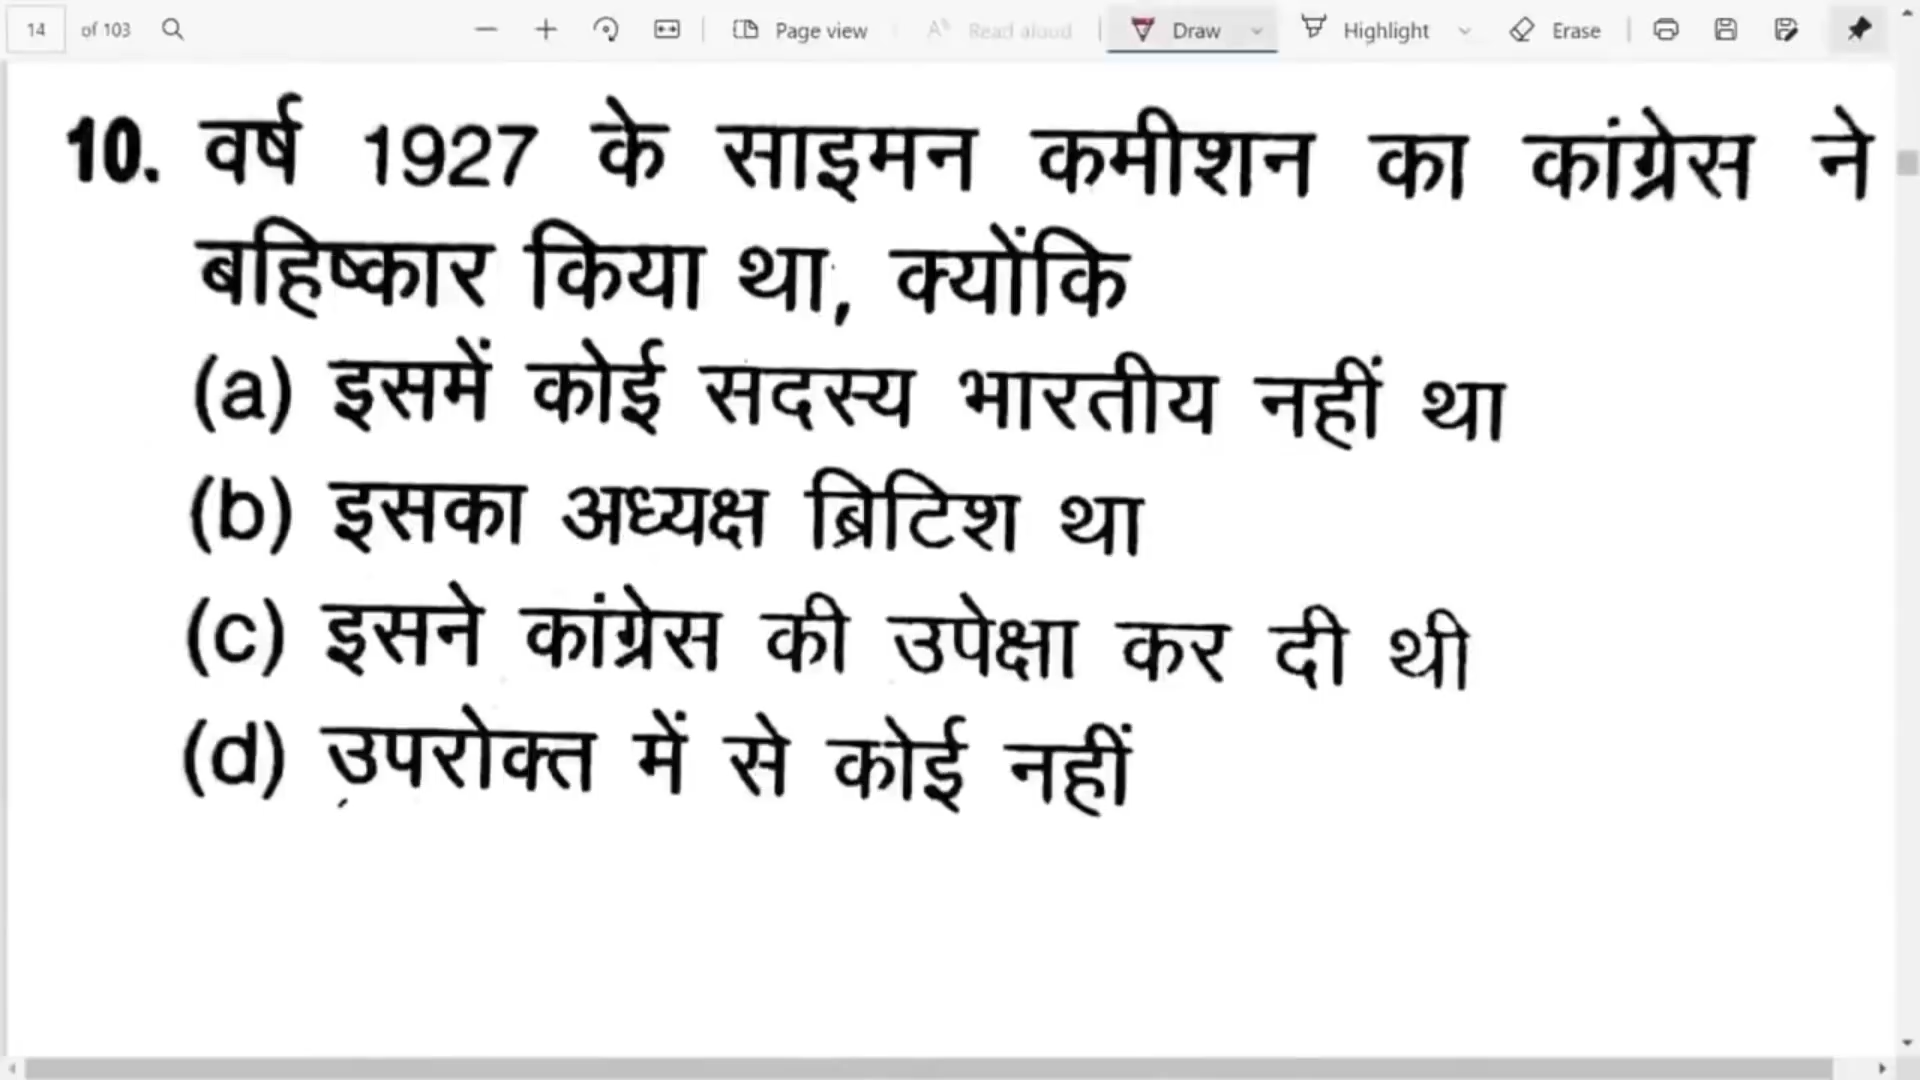 14 of 103 Page view Read aloud Draw Highlight Erase
10. वर्ष 1927 के साइमन कमीशन का कांग्रेस ने
बहिष्कार किया था, क्योंकि
(a) इसमें कोई सदस्य भारतीय नहीं था
(b) इसका अध्यक्ष ब्रिटिश था
(c) इसने कांग्रेस की उपेक्षा कर दी थी
(d) उपरोक्त में से कोई नहीं